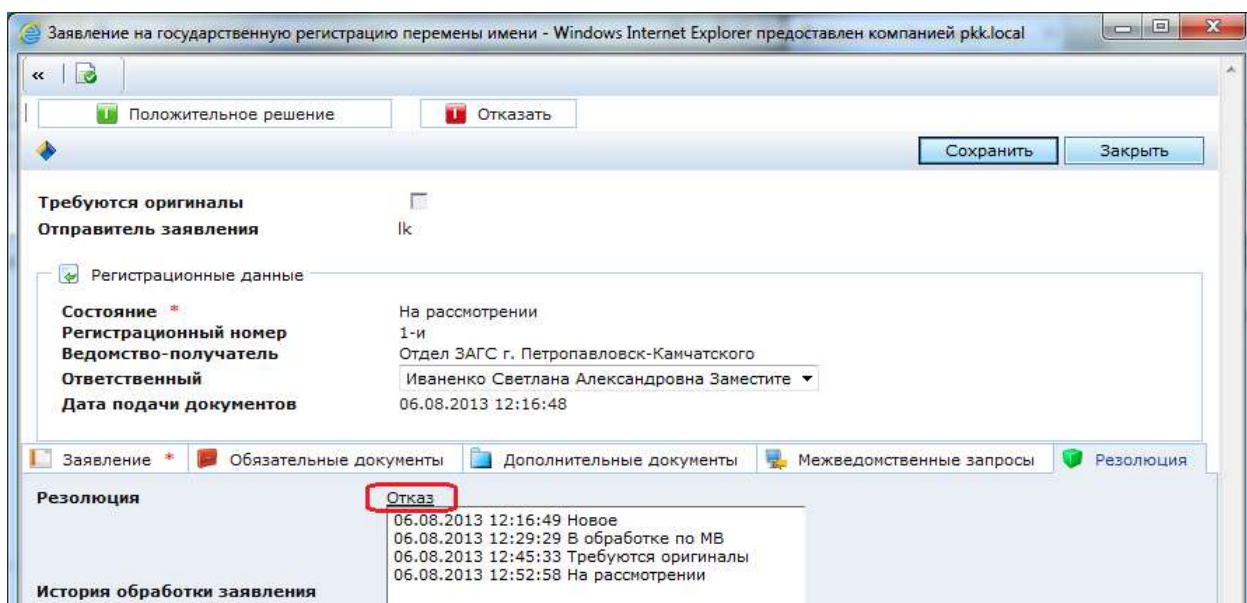 Заявление на государственную регистрацию перемены имени - Windows Internet Explorer предоставлен компанией pkk.local
«
Положительное решение Отказать
Сохранить Закрыть
Требуются оригиналы
Отправитель заявления lk
Регистрационные данные
Состояние * На рассмотрении
Регистрационный номер 1-и
Ведомство-получатель Отдел ЗАГС г. Петропавловск-Камчатского
Ответственный Иваненко Светлана Александровна Заместите
Дата подачи документов 06.08.2013 12:16:48
Заявление * Обязательные документы Дополнительные документы Межведомственные запросы Резолюция
Резолюция Отказ
06.08.2013 12:16:49 Новое
06.08.2013 12:29:29 В обработке по МВ
06.08.2013 12:45:33 Требуются оригиналы
06.08.2013 12:52:58 На рассмотрении
История обработки заявления